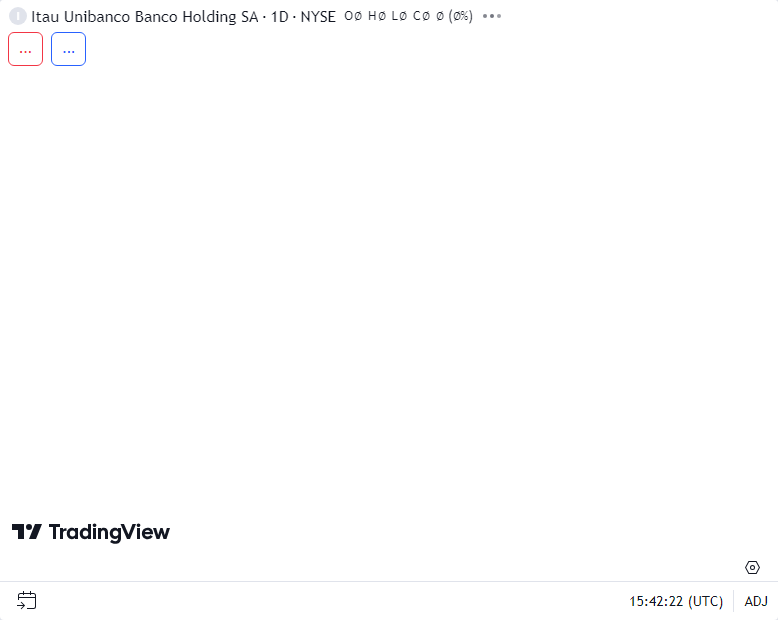 I Itau Unibanco Banco Holding SA · 1D · NYSE O∅ H∅ L∅ C∅ ∅ (∅%) •••
... ...
TradingView
15:42:22 (UTC) ADJ